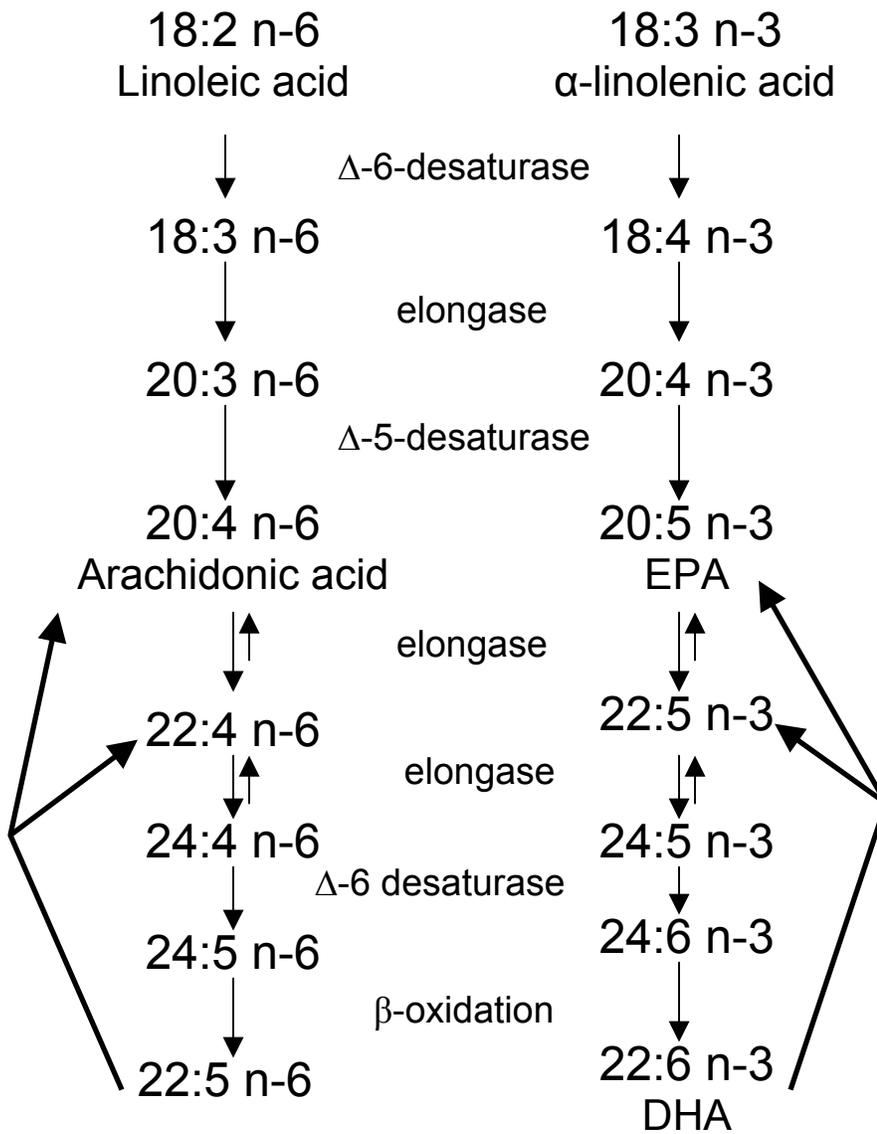 18:2 n-6
Linoleic acid
18:3 n-3
α-linolenic acid
Δ-6-desaturase
18:3 n-6
18:4 n-3
elongase
20:3 n-6
20:4 n-3
Δ-5-desaturase
20:4 n-6
Arachidonic acid
20:5 n-3
EPA
elongase
22:4 n-6
22:5 n-3
elongase
24:4 n-6
24:5 n-3
Δ-6 desaturase
24:5 n-6
24:6 n-3
β-oxidation
22:5 n-6
22:6 n-3
DHA